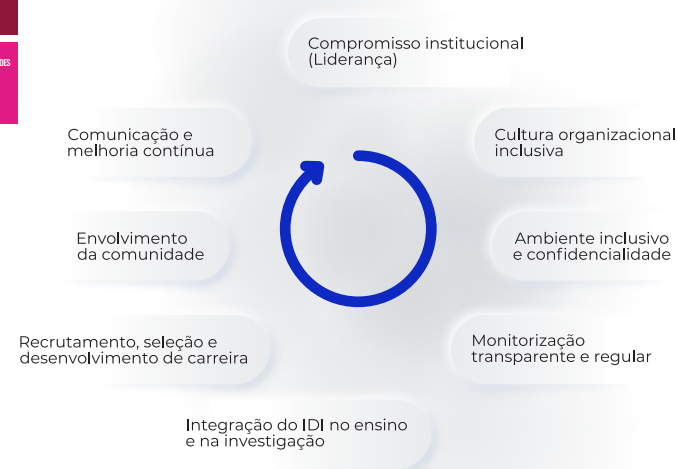 DES
Compromisso institucional
(Liderança)
Comunicação e
melhoria contínua
Cultura organizacional
inclusiva
Envolvimento
da comunidade
Ambiente inclusivo
e confidencialidade
Recrutamento, seleção e
desenvolvimento de carreira
Monitorização
transparente e regular
Integração do IDI no ensino
e na investigação